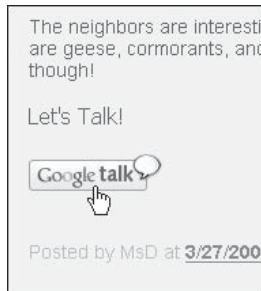 The neighbors are interesti
are geese, cormorants, and
though!
Let's Talk!
Google talk
Posted by MsD at 3/27/200